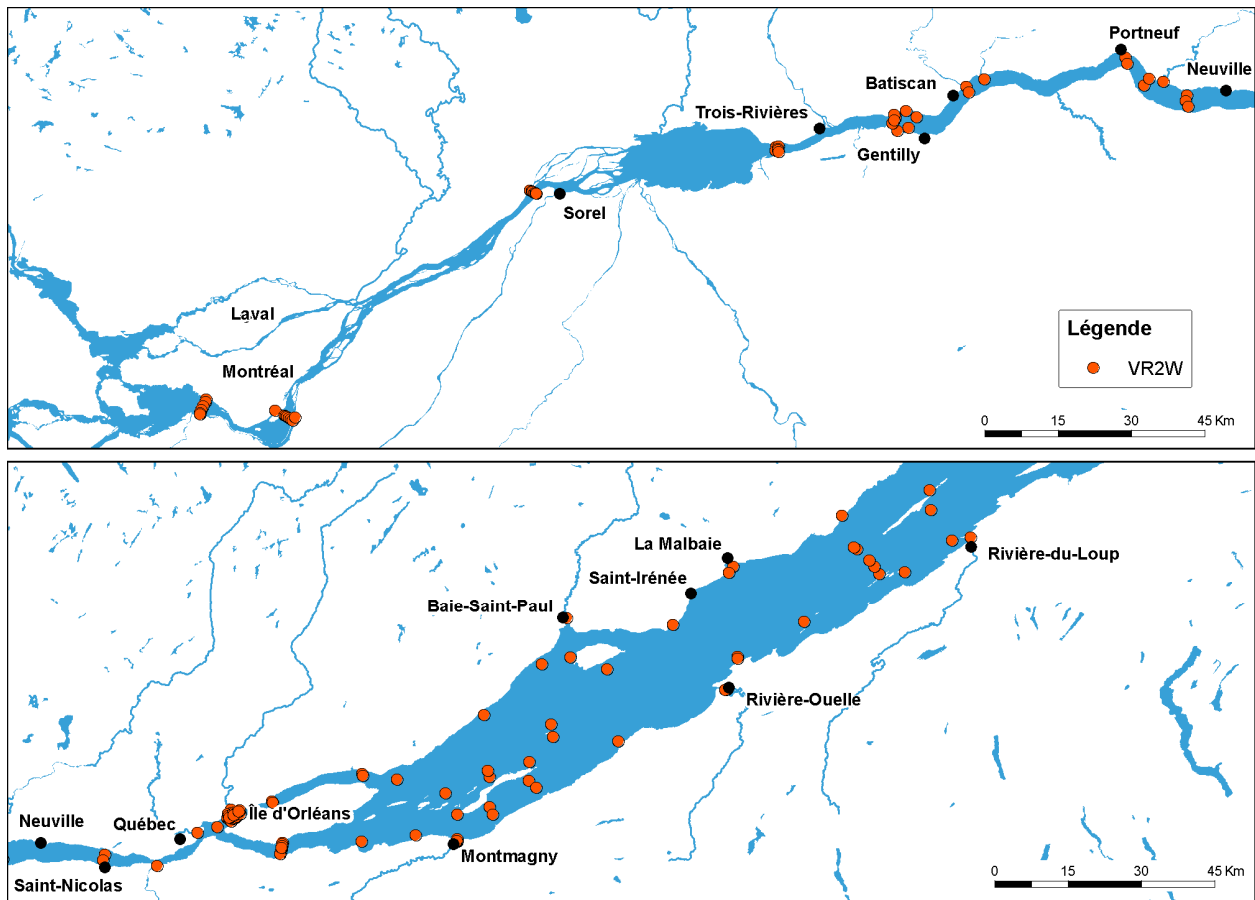 Portneuf
Neuville
Batiscan
Trois-Rivières
Gentilly
Sorel
Laval
Montréal
Légende
VR2W
0 15 30 45 Km
La Malbaie
Saint-Irénée
Rivière-du-Loup
Baie-Saint-Paul
Rivière-Ouelle
Île d'Orléans
Neuville
Québec
Montmagny
Saint-Nicolas
0 15 30 45 Km